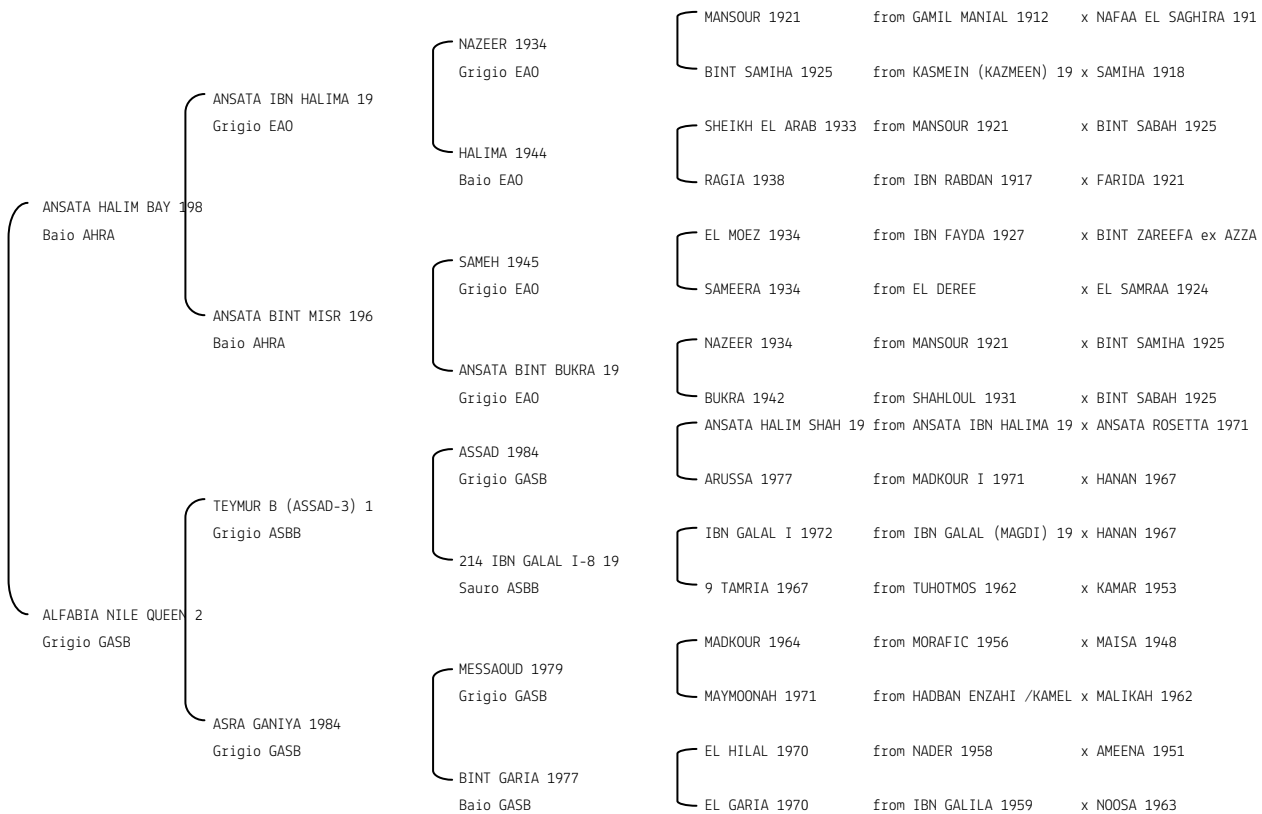 MANSOUR 1921 from GAMIL MANIAL 1912 x NAFAA EL SAGHIRA 191
NAZEER 1934
Grigio EAO
BINT SAMIHA 1925 from KASMEIN (KAZMEEN) 19 x SAMIHA 1918
ANSATA IBN HALIMA 19
Grigio EAO
SHEIKH EL ARAB 1933 from MANSOUR 1921 x BINT SABAH 1925
HALIMA 1944
Baio EAO
RAGIA 1938 from IBN RABDAN 1917 x FARIDA 1921
ANSATA HALIM BAY 198
Baio AHRA
EL MOEZ 1934 from IBN FAYDA 1927 x BINT ZAREEFA ex AZZA
SAMEH 1945
Grigio EAO
SAMEERA 1934 from EL DEREE x EL SAMRAA 1924
ANSATA BINT MISR 196
Baio AHRA
NAZEER 1934 from MANSOUR 1921 x BINT SAMIHA 1925
ANSATA BINT BUKRA 19
Grigio EAO
BUKRA 1942 from SHAHLOUL 1931 x BINT SABAH 1925
ANSATA HALIM SHAH 19 from ANSATA IBN HALIMA 19 x ANSATA ROSETTA 1971
ASSAD 1984
Grigio GASB
ARUSSA 1977 from MADKOUR I 1971 x HANAN 1967
TEYMUR B (ASSAD-3) 1
Grigio ASBB
IBN GALAL I 1972 from IBN GALAL (MAGDI) 19 x HANAN 1967
214 IBN GALAL I-8 19
Sauro ASBB
9 TAMRIA 1967 from TUHOTMOS 1962 x KAMAR 1953
ALFABIA NILE QUEEN 2
Grigio GASB
MADKOUR 1964 from MORAFIC 1956 x MAISA 1948
MESSAOUD 1979
Grigio GASB
MAYMOONAH 1971 from HADBAN ENZAHI /KAMEL x MALIKAH 1962
ASRA GANIYA 1984
Grigio GASB
EL HILAL 1970 from NADER 1958 x AMEENA 1951
BINT GARIA 1977
Baio GASB
EL GARIA 1970 from IBN GALILA 1959 x NOOSA 1963